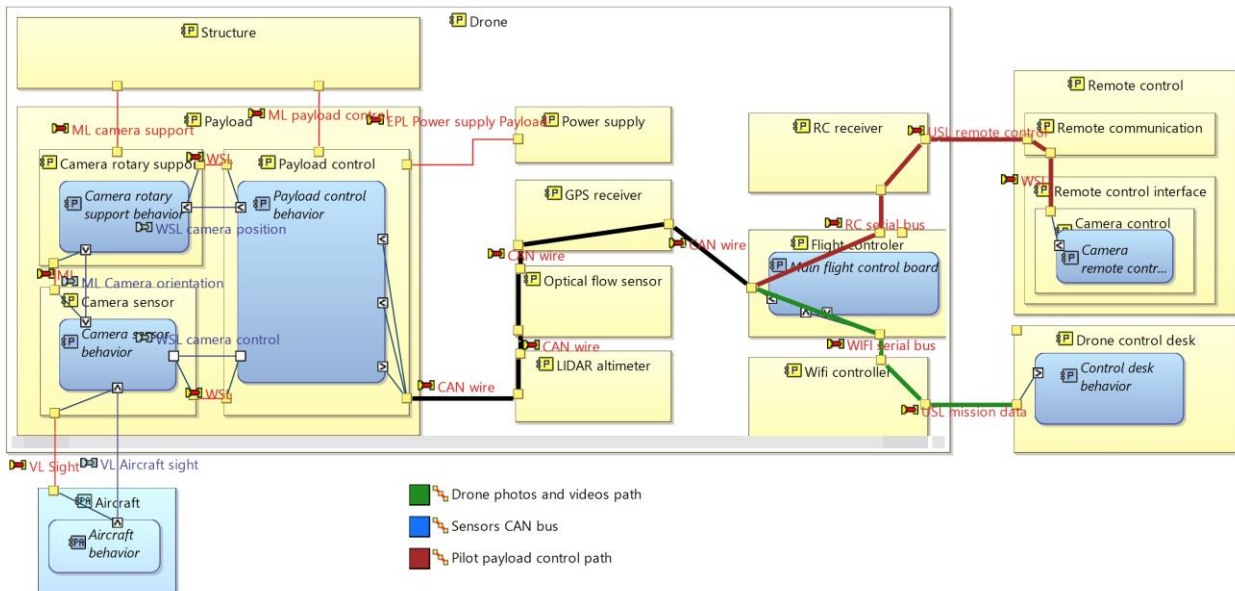 Structure
Drone
ML camera support
Payload
ML payload control
EPL Power supply Payload
Power supply
RC receiver
USL remote control
Remote control
Remote communication
Camera rotary support
WSL
Payload control
Camera rotary
support behavior
Payload control
behavior
WSL camera position
GPS receiver
RC serial bus
WSL
Remote control interface
Camera control
Camera
remote contr...
CAN wire
CAN wire
Flight controler
Main flight control board
ML
ML Camera orientation
Camera sensor
Camera sensor
behavior
WSL camera control
Optical flow sensor
CAN wire
LIDAR altimeter
WIFI serial bus
Wifi controller
Drone control desk
Control desk
behavior
WSL
CAN wire
USL mission data
VL Sight
VL Aircraft sight
Aircraft
Aircraft
behavior
Drone photos and videos path
Sensors CAN bus
Pilot payload control path